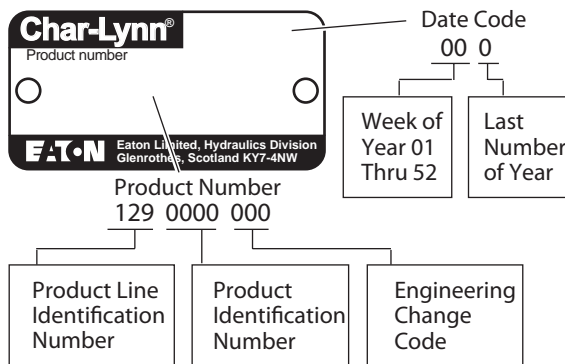 Char-Lynn®
Product number
EATON Eaton Limited, Hydraulics Division
Glenrothes, Scotland KY7-4NW
Date Code
00 0
Week of
Year 01
Thru 52
Last
Number
of Year
Product Number
129 0000 000
Product Line
Identification
Number
Product
Identification
Number
Engineering
Change
Code